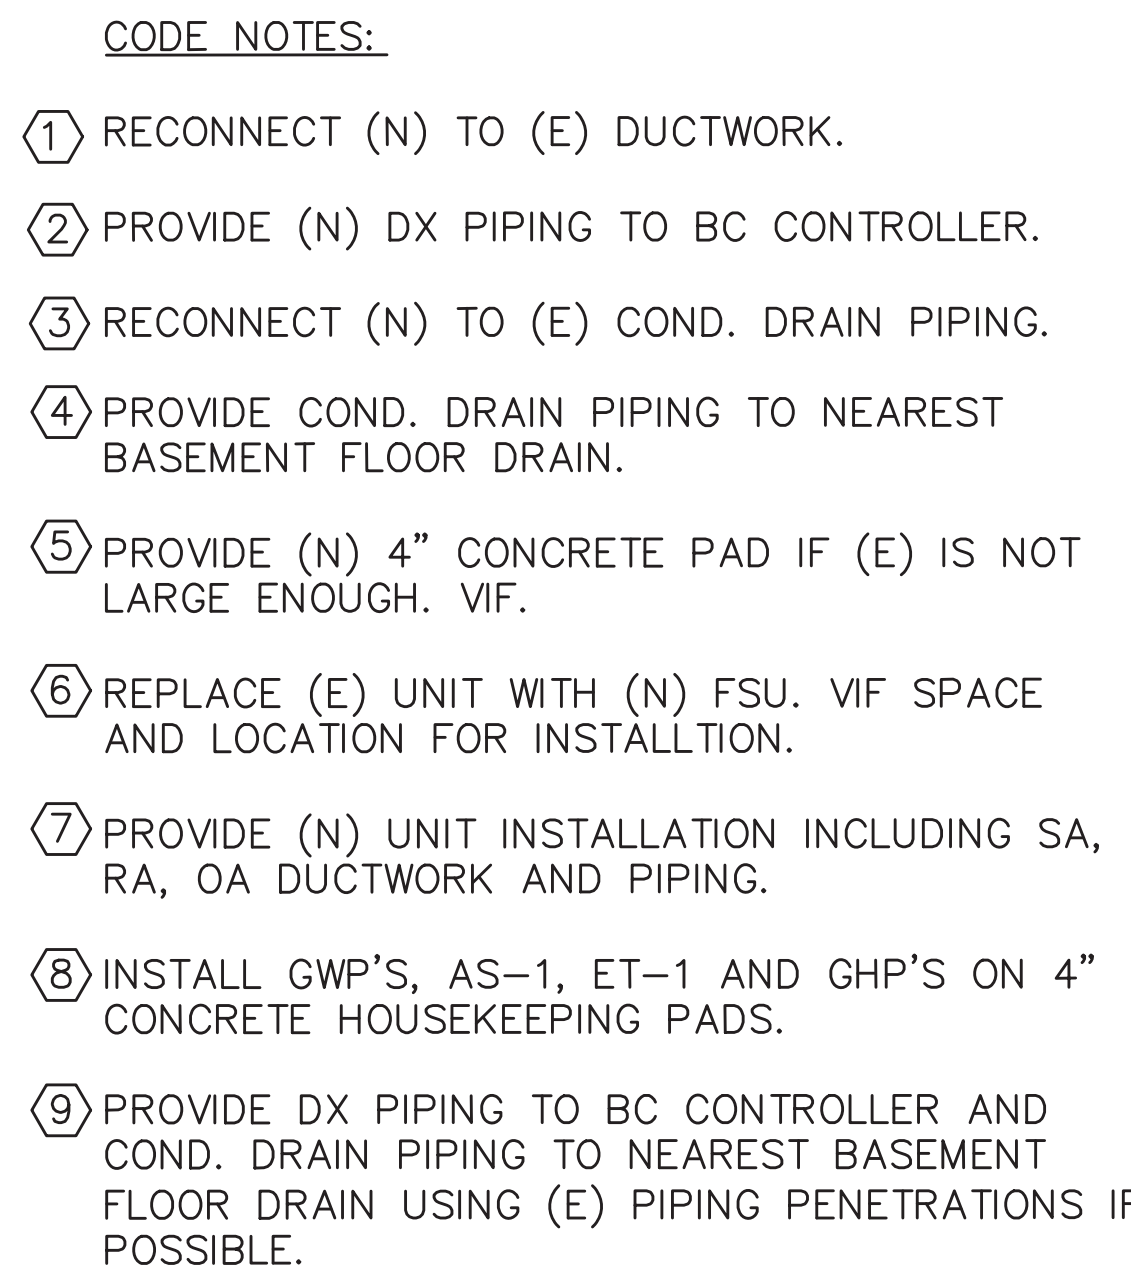 CODE NOTES:
1 RECONNECT (N) TO (E) DUCTWORK.
2 PROVIDE (N) DX PIPING TO BC CONTROLLER.
3 RECONNECT (N) TO (E) COND. DRAIN PIPING.
4 PROVIDE COND. DRAIN PIPING TO NEAREST
BASEMENT FLOOR DRAIN.
5 PROVIDE (N) 4” CONCRETE PAD IF (E) IS NOT
LARGE ENOUGH. VIF.
6 REPLACE (E) UNIT WITH (N) FSU. VIF SPACE
AND LOCATION FOR INSTALLTION.
7 PROVIDE (N) UNIT INSTALLATION INCLUDING SA,
RA, OA DUCTWORK AND PIPING.
8 INSTALL GWP’S, AS-1, ET-1 AND GHP’S ON 4”
CONCRETE HOUSEKEEPING PADS.
9 PROVIDE DX PIPING TO BC CONTROLLER AND
COND. DRAIN PIPING TO NEAREST BASEMENT
FLOOR DRAIN USING (E) PIPING PENETRATIONS IF
POSSIBLE.